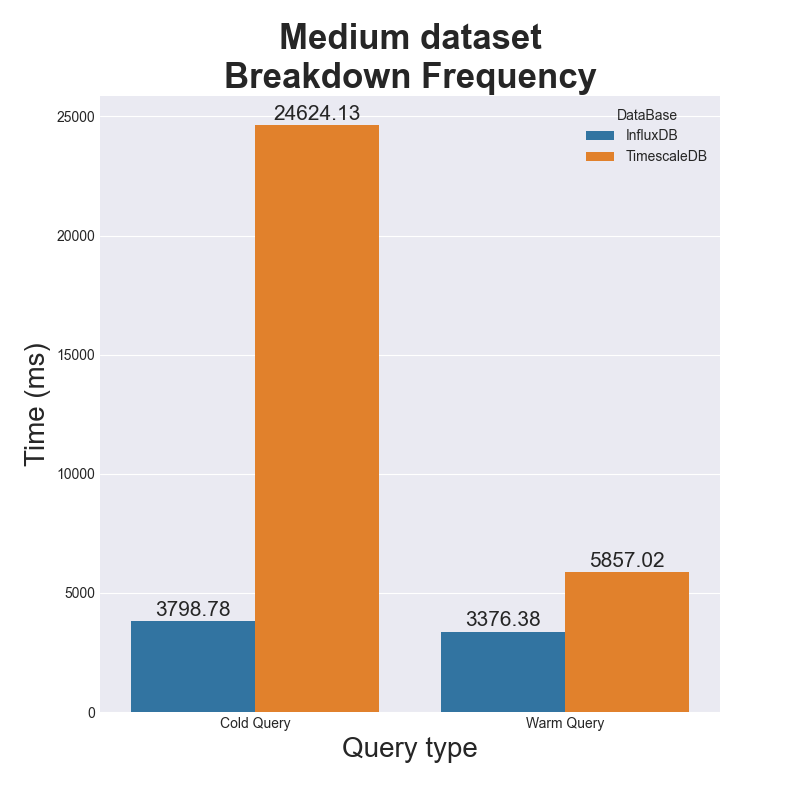 Medium dataset
Breakdown Frequency
Time (ms)
25000
20000
15000
10000
5000
0
24624.13
3798.78
5857.02
3376.38
DataBase
InfluxDB
TimescaleDB
Cold Query
Warm Query
Query type